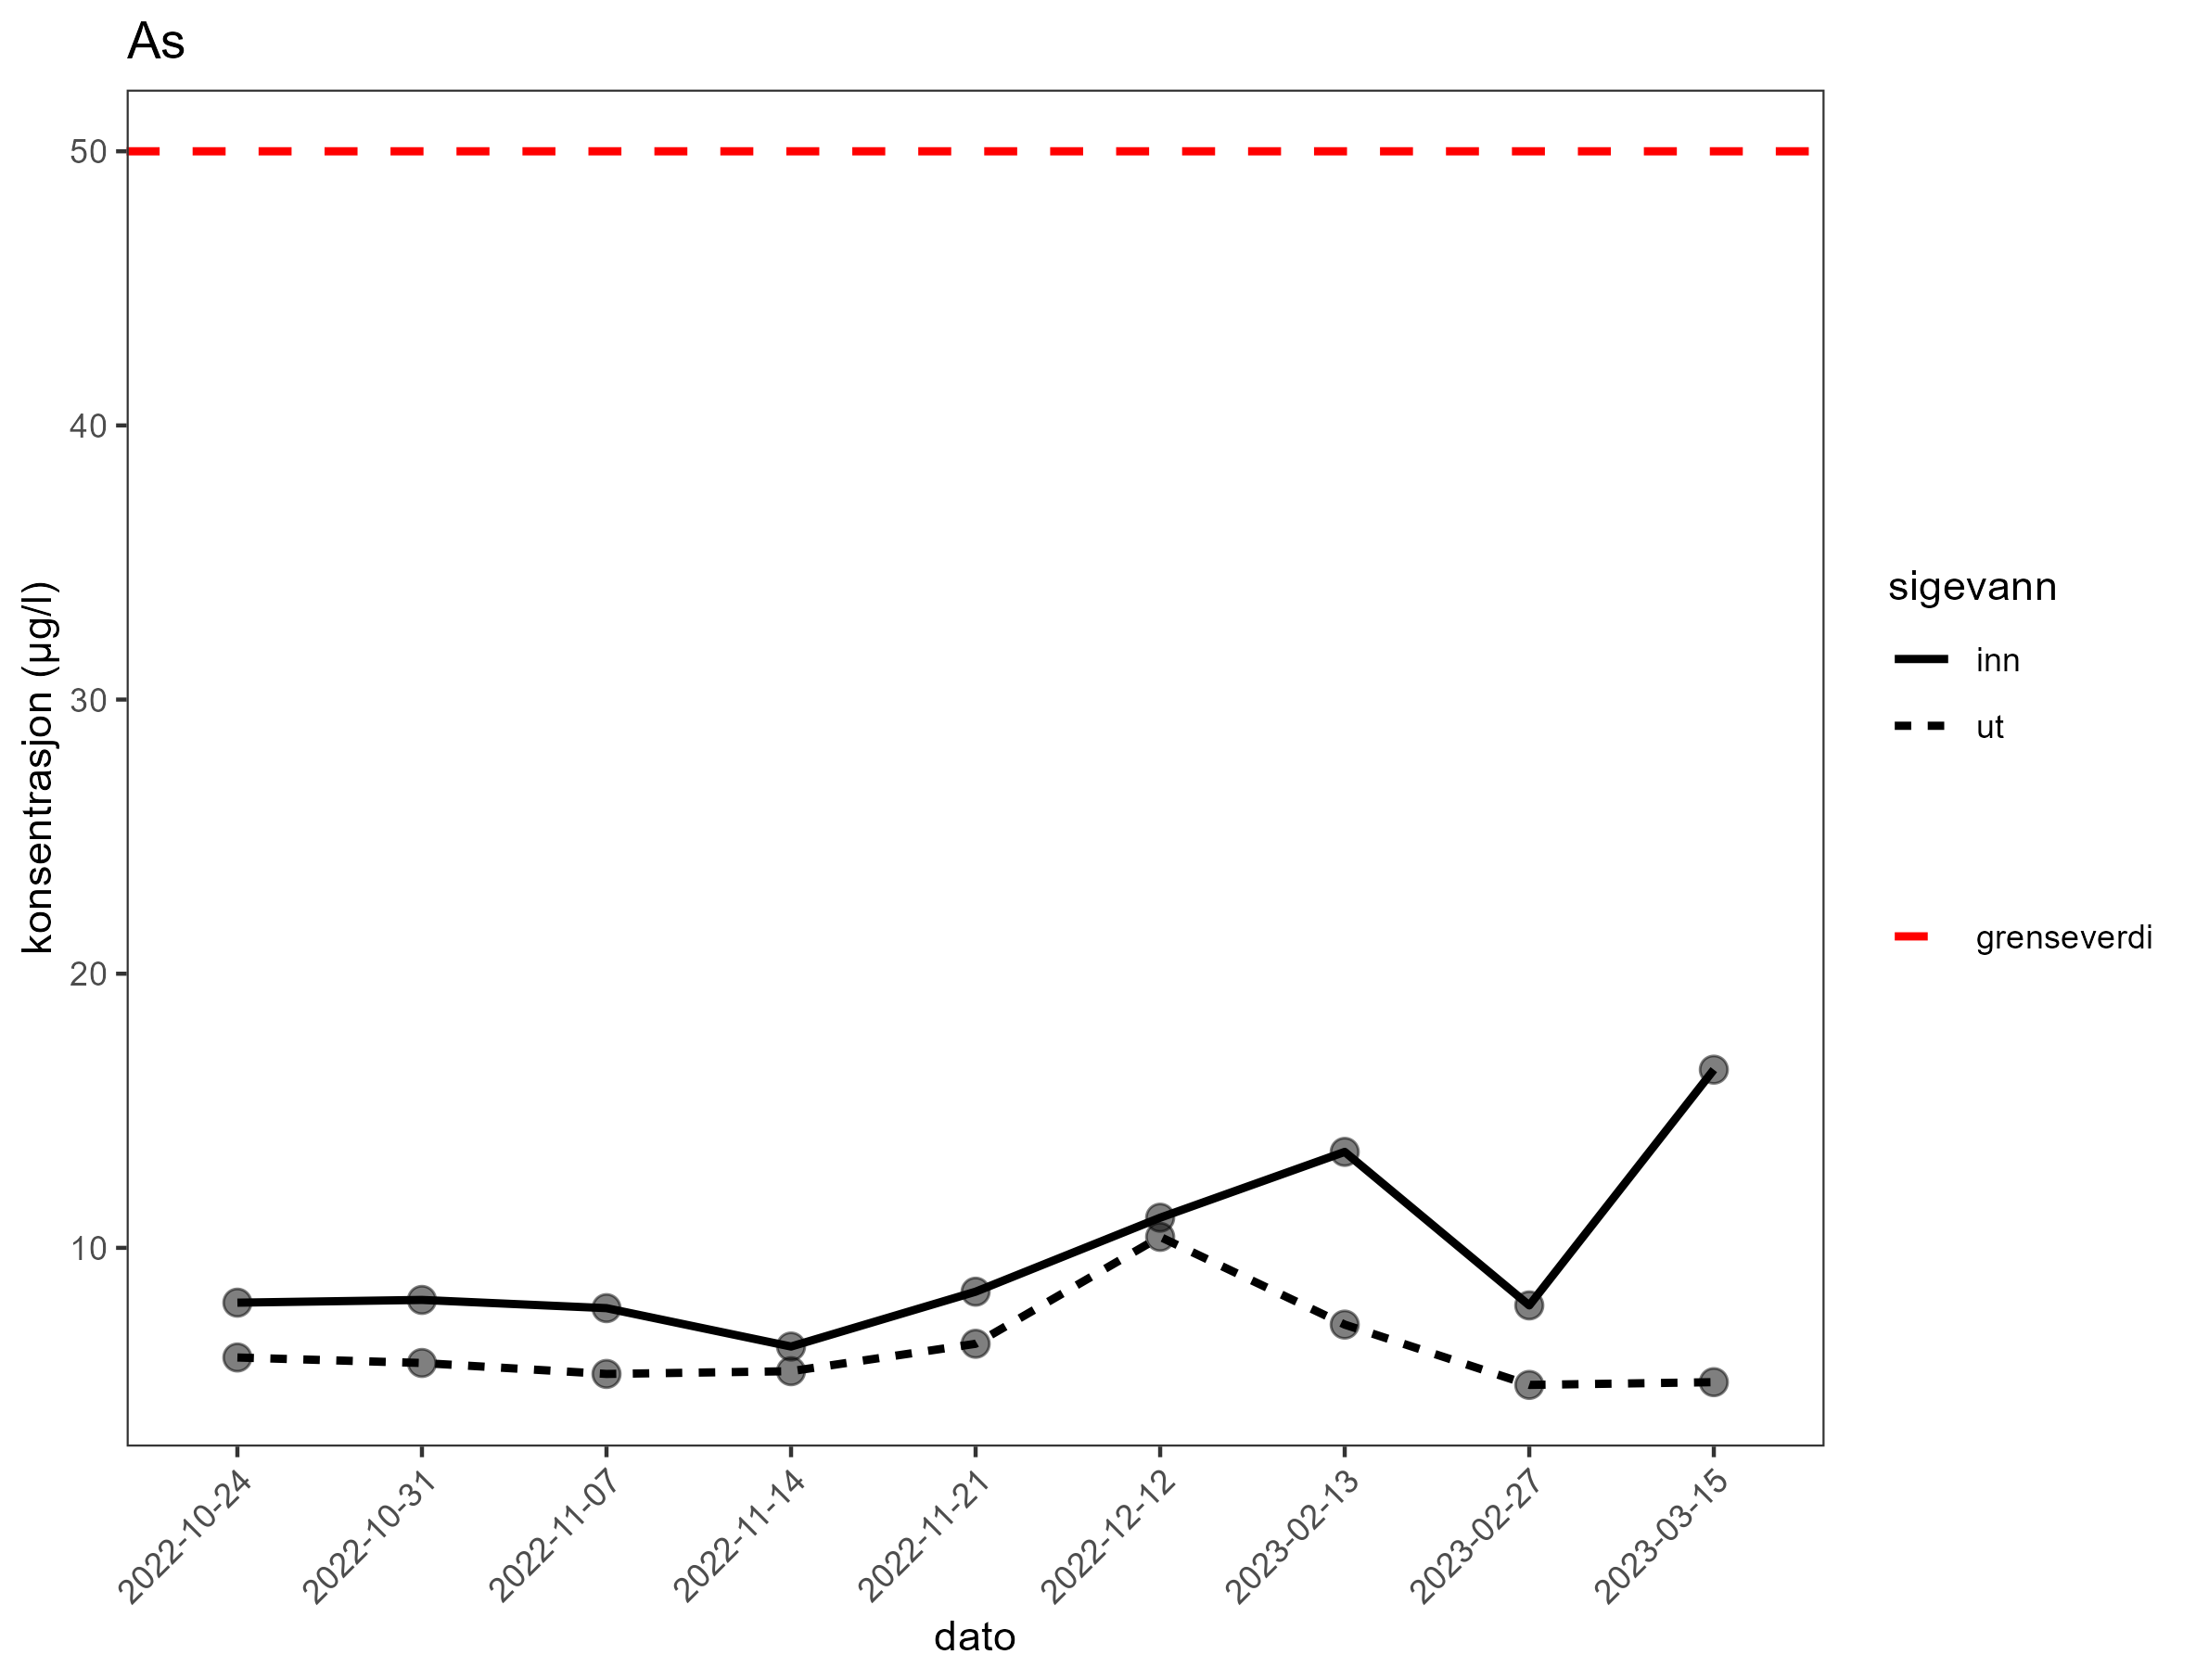 As
konsentrasjon (µg/l)
50
40
30
20
10
2022-10-24
2022-10-31
2022-11-07
2022-11-14
2022-11-21
2022-12-12
2023-02-13
2023-02-27
2023-03-15
dato
sigevann
inn
ut
grenseverdi